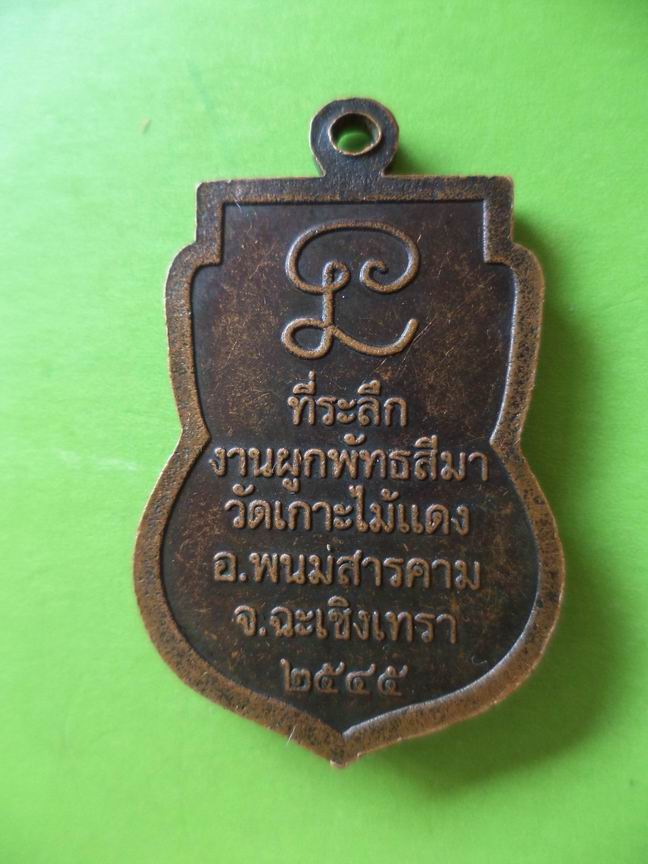 ที่ระลึก
งานผูกพัทธสีมา
วัดเกาะไม้แดง
อ.พนมสารคาม
จ.ฉะเชิงเทรา
๒๕๔๕